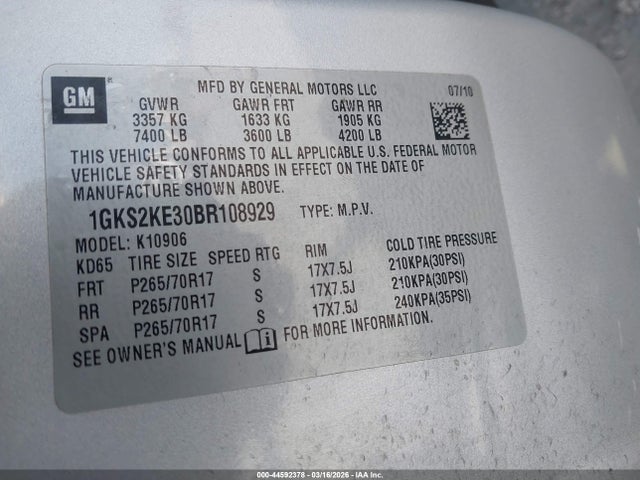 GM
MFD BY GENERAL MOTORS LLC 07/10
GVWR GAWR FRT GAWR RR
3357 KG 1633 KG 1905 KG
7400 LB 3600 LB 4200 LB
THIS VEHICLE CONFORMS TO ALL APPLICABLE U.S. FEDERAL MOTOR
VEHICLE SAFETY STANDARDS IN EFFECT ON THE DATE OF
MANUFACTURE SHOWN ABOVE.
1GKS2KE30BR108929 TYPE: M.P.V.
MODEL: K10906
KD65 TIRE SIZE SPEED RTG RIM COLD TIRE PRESSURE
FRT P265/70R17 S 17X7.5J 210KPA(30PSI)
RR P265/70R17 S 17X7.5J 210KPA(30PSI)
SPA P265/70R17 S 17X7.5J 240KPA(35PSI)
SEE OWNER'S MANUAL FOR MORE INFORMATION.
000-44592378 - 03/16/2026 - IAA Inc.